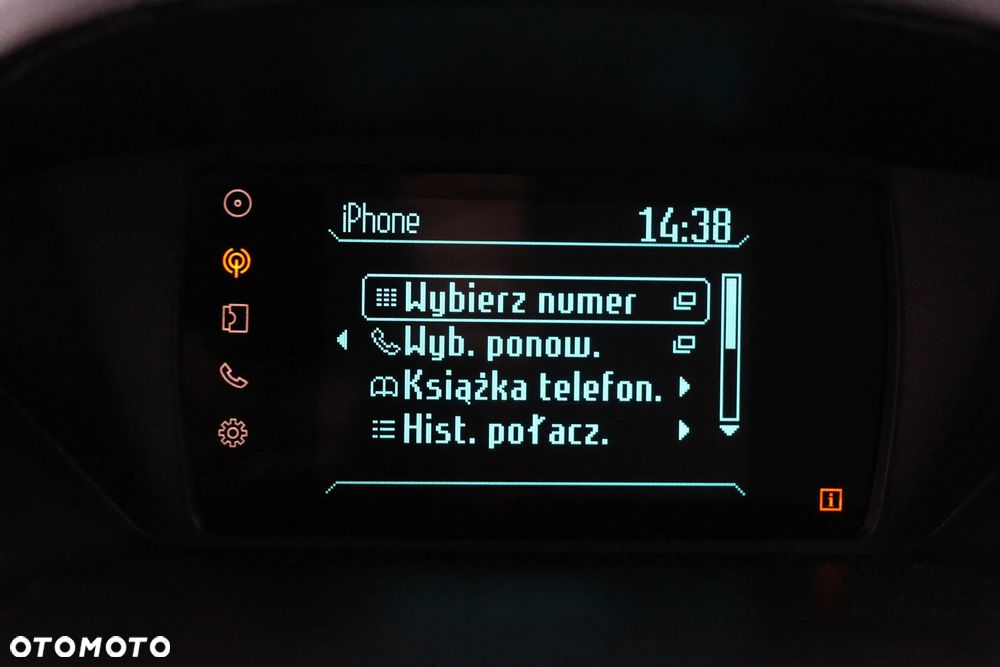 iPhone 14:38
Wybierz numer
Wyb. ponow.
Książka telefon.
Hist. połacz.
i
OTOMOTO